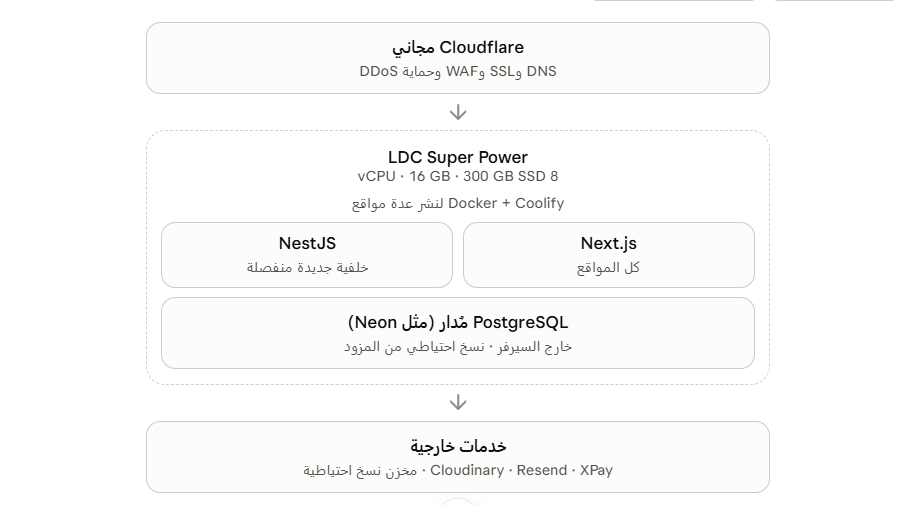 Cloudflare مجاني
DNS وSSL وWAF وحماية DDoS
LDC Super Power
8 vCPU · 16 GB · 300 GB SSD
Docker + Coolify لنشر عدة مواقع
Next.js
كل المواقع
NestJS
خلفية جديدة منفصلة
PostgreSQL مُدار (مثل Neon)
خارج السيرفر · نسخ احتياطي من المزود
خدمات خارجية
Cloudinary · Resend · XPay · مخزن نسخ احتياطية